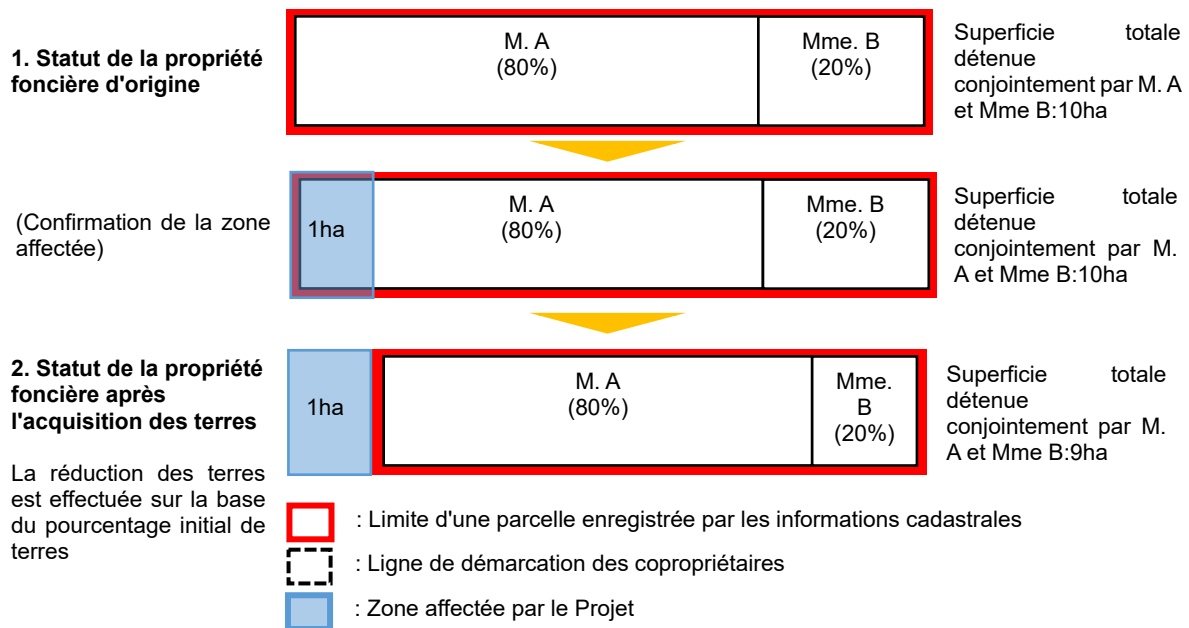 1. Statut de la propriété
foncière d'origine
M. A
(80%)
Mme. B
(20%)
Superficie totale
détenue
conjointement par M. A
et Mme B:10ha
(Confirmation de la zone
affectée)
1ha
M. A
(80%)
Mme. B
(20%)
Superficie totale
détenue
conjointement par M.
A et Mme B:10ha
2. Statut de la propriété
foncière après
l'acquisition des terres
La réduction des terres
est effectuée sur la base
du pourcentage initial de
terres
1ha
M. A
(80%)
Mme.
B
(20%)
Superficie totale
détenue
conjointement par M.
A et Mme B:9ha
: Limite d'une parcelle enregistrée par les informations cadastrales
: Ligne de démarcation des copropriétaires
: Zone affectée par le Projet